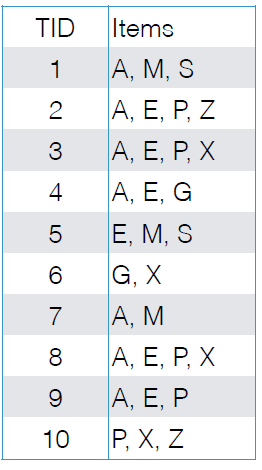 TID Items
1 A, M, S
2 A, E, P, Z
3 A, E, P, X
4 A, E, G
5 E, M, S
6 G, X
7 A, M
8 A, E, P, X
9 A, E, P
10 P, X, Z